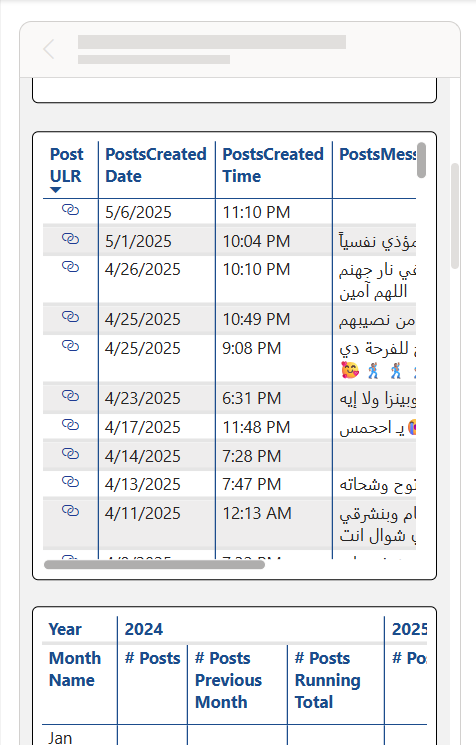 Post PostsCreated PostsCreated PostsMess
ULR Date Time
5/6/2025 11:10 PM
5/1/2025 10:04 PM مؤذي نفسياً
4/26/2025 10:10 PM في نار جهنم
اللهم آمين
4/25/2025 10:49 PM من نصيبهم
4/25/2025 9:08 PM للفرحة دي
🥰
4/23/2025 6:31 PM وبينزا ولا إيه
4/17/2025 11:48 PM يـ احححمس
4/14/2025 7:28 PM
4/13/2025 7:47 PM توح وشحاته
4/11/2025 12:13 AM ام وبنشرقي
شوال انت
Year 2024 2025
Month # Posts # Posts # Posts # Po
Name Previous Running
Month Total
Jan